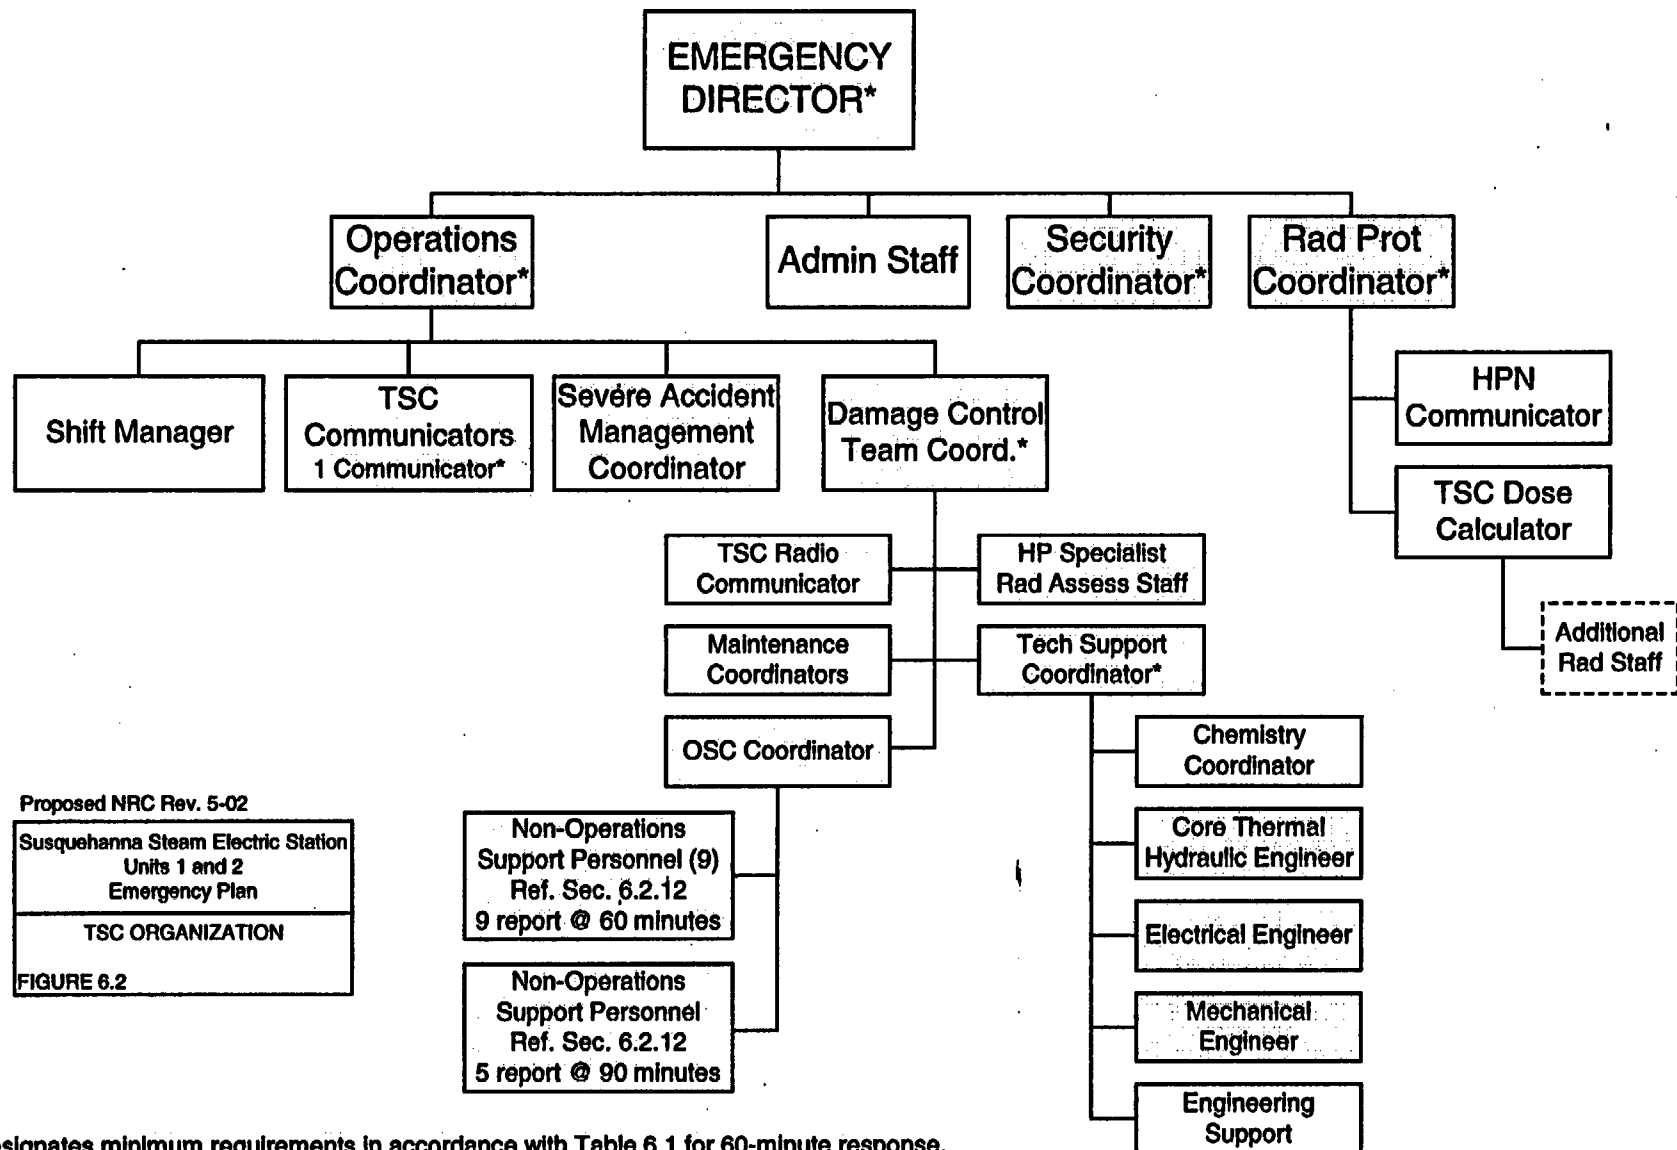 EMERGENCY
DIRECTOR*
Operations
Coordinator*
Admin Staff
Security
Coordinator*
Rad Prot
Coordinator*
Shift Manager
TSC
Communicators
1 Communicator*
Severe Accident
Management
Coordinator
Damage Control
Team Coord.*
HPN
Communicator
TSC Dose
Calculator
Additional
Rad Staff
TSC Radio
Communicator
HP Specialist
Rad Assess Staff
Maintenance
Coordinators
Tech Support
Coordinator*
OSC Coordinator
Chemistry
Coordinator
Core Thermal
Hydraulic Engineer
Electrical Engineer
Mechanical
Engineer
Engineering
Support
Non-Operations
Support Personnel (9)
Ref. Sec. 6.2.12
9 report @ 60 minutes
Non-Operations
Support Personnel
Ref. Sec. 6.2.12
5 report @ 90 minutes
Proposed NRC Rev. 5-02
Susquehanna Steam Electric Station
Units 1 and 2
Emergency Plan
TSC ORGANIZATION
FIGURE 6.2
minimum requirements in accordance with Table 6.1 for 60-minute response.